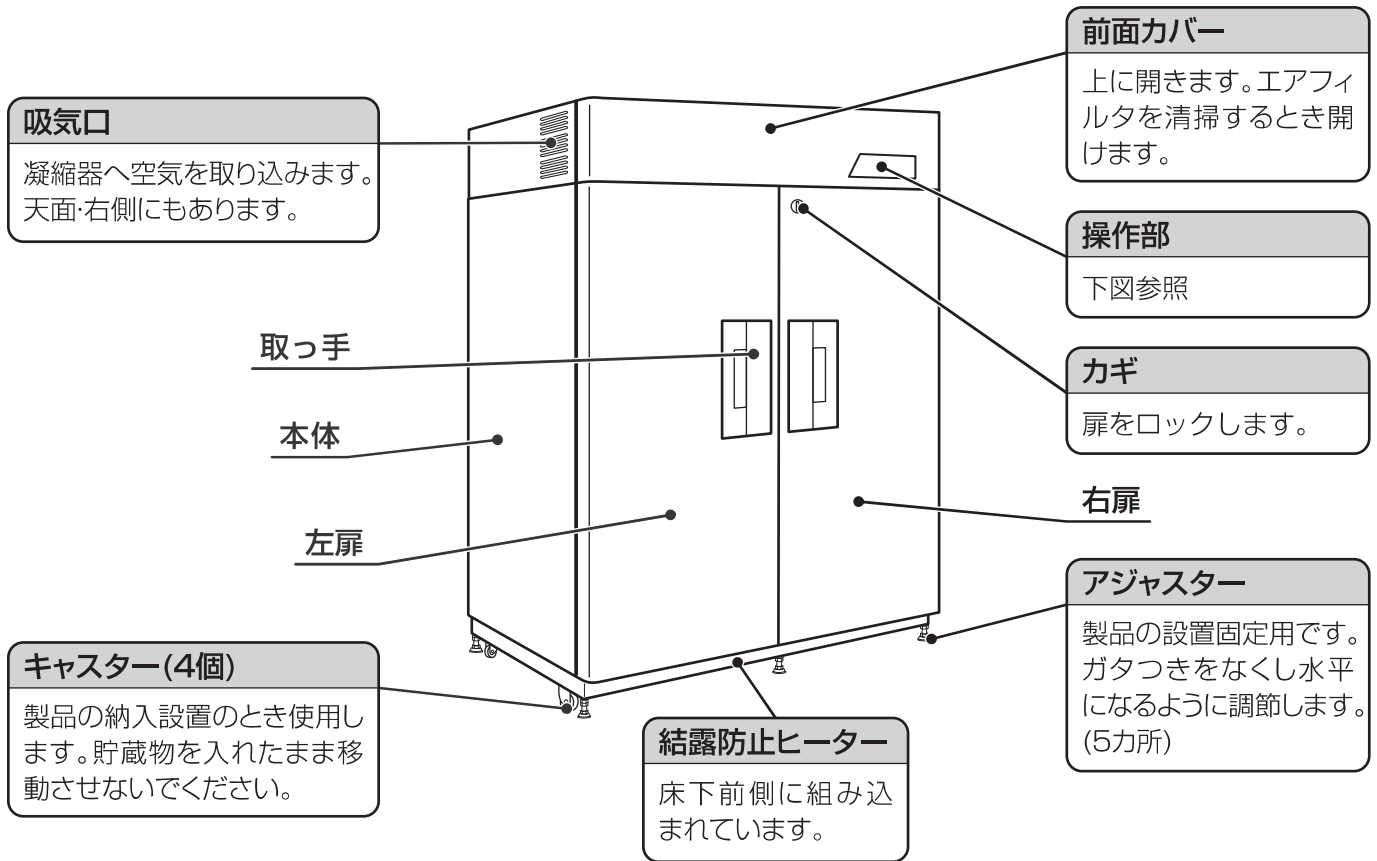 前面カバー
上に開きます。エアフィ
ルタを清掃するとき開
けます。
吸気口
凝縮器へ空気を取り込みます。
天面・右側にもあります。
操作部
下図参照
取っ手
カギ
扉をロックします。
本体
右扉
左扉
アジャスター
製品の設置固定用です。
ガタつきをなくし水平
になるように調節します。
(5カ所)
キャスター(4個)
製品の納入設置のとき使用し
ます。貯蔵物を入れたまま移
動させないでください。
結露防止ヒーター
床下前側に組み込
まれています。